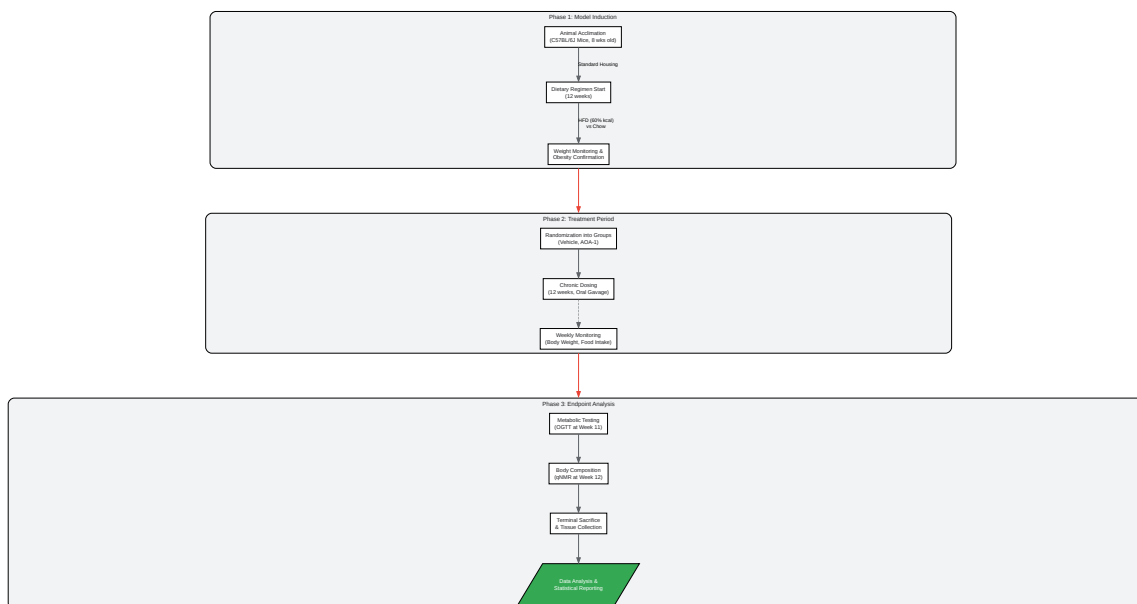 Phase 1: Model Induction
Animal Acclimation
(C57BL/6J Mice, 8 wks old)
Standard Housing
Dietary Regimen Start
(12 weeks)
HFD (60% kcal)
vs Chow
Weight Monitoring &
Obesity Confirmation
Phase 2: Treatment Period
Randomization into Groups
(Vehicle, AOA-1)
Chronic Dosing
(12 weeks, Oral Gavage)
Weekly Monitoring
(Body Weight, Food Intake)
Phase 3: Endpoint Analysis
Metabolic Testing
(OGTT at Week 11)
Body Composition
(qNMR at Week 12)
Terminal Sacrifice
& Tissue Collection
Data Analysis &
Statistical Reporting